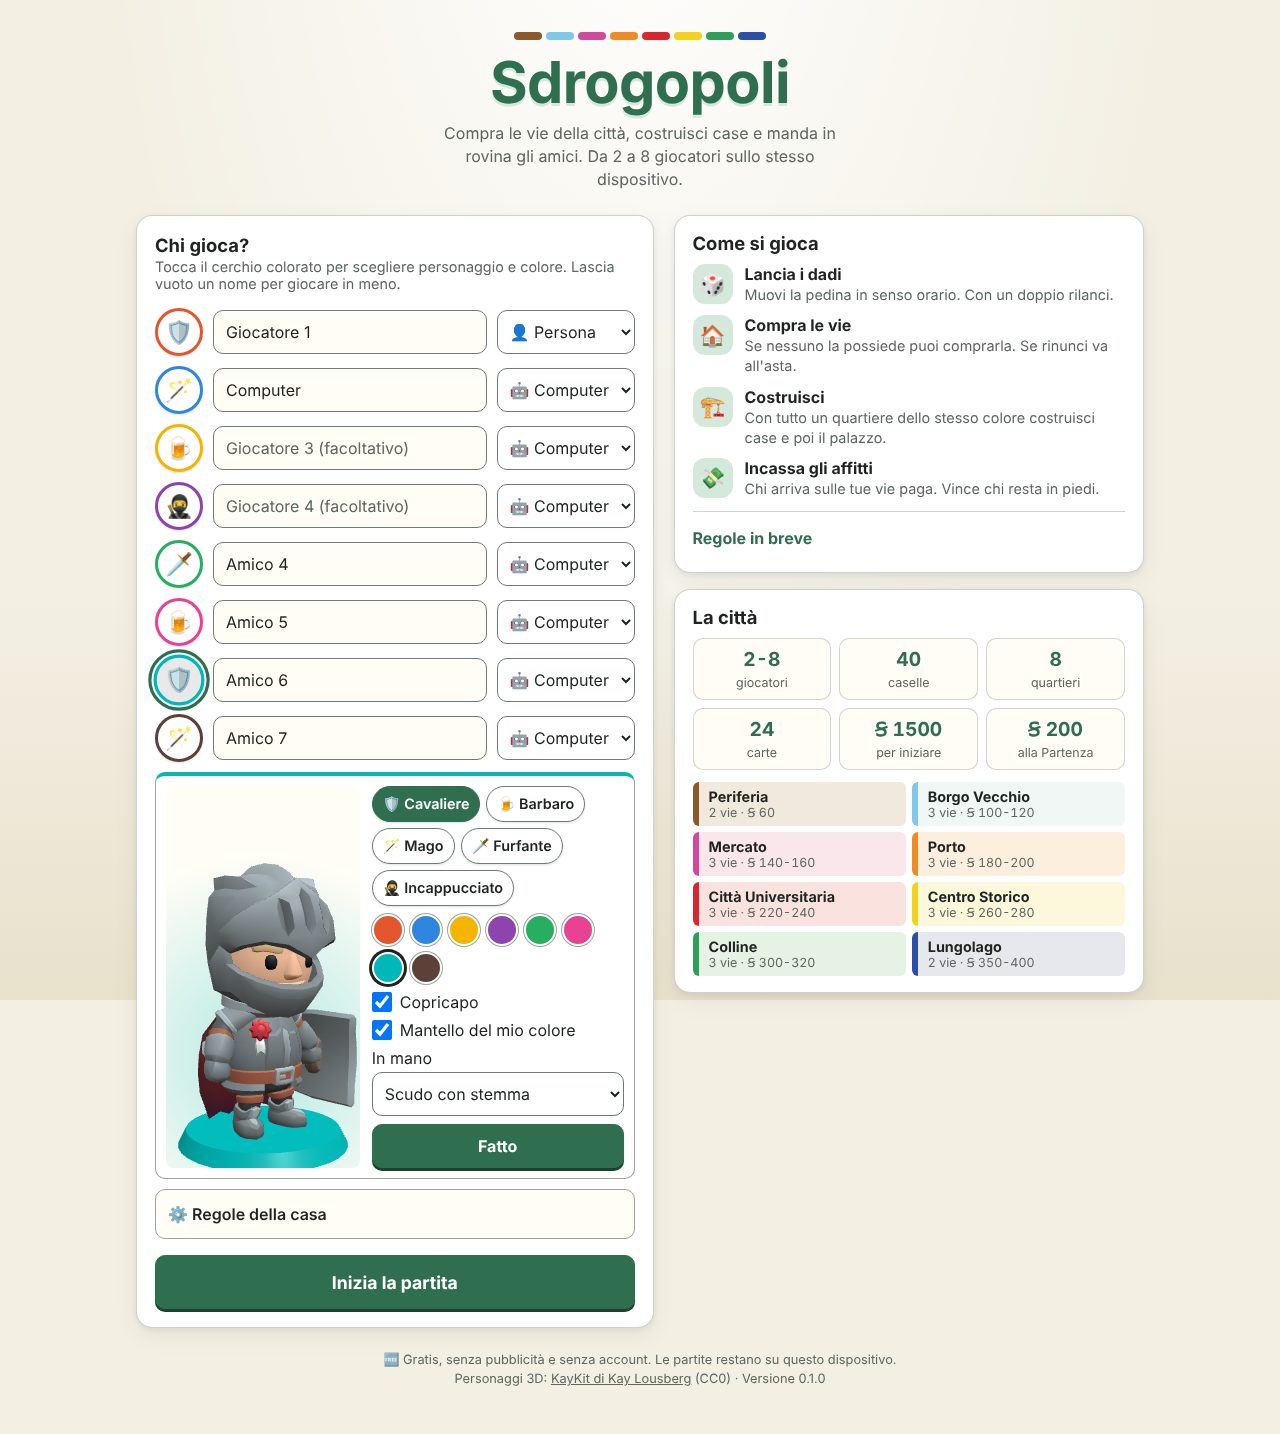 Sdrogopoli
Compra le vie della città, costruisci case e manda in
rovina gli amici. Da 2 a 8 giocatori sullo stesso
dispositivo.
Chi gioca?
Tocca il cerchio colorato per scegliere personaggio e colore. Lascia
vuoto un nome per giocare in meno.
Giocatore 1
Persona
Computer
Computer
Giocatore 3 (facoltativo)
Computer
Giocatore 4 (facoltativo)
Computer
Amico 4
Computer
Amico 5
Computer
Amico 6
Computer
Amico 7
Computer
Cavaliere
Barbaro
Mago
Furfante
Incappucciato
Copricapo
Mantello del mio colore
In mano
Scudo con stemma
Fatto
Regole della casa
Inizia la partita
Come si gioca
Lancia i dadi
Muovi la pedina in senso orario. Con un doppio rilanci.
Compra le vie
Se nessuno la possiede puoi comprarla. Se rinunci va
all'asta.
Costruisci
Con tutto un quartiere dello stesso colore costruisci
case e poi il palazzo.
Incassa gli affitti
Chi arriva sulle tue vie paga. Vince chi resta in piedi.
Regole in breve
La città
2-8
giocatori
40
caselle
8
quartieri
24
carte
S 1500
per iniziare
S 200
alla Partenza
Periferia
2 vie · S 60
Borgo Vecchio
3 vie · S 100-120
Mercato
3 vie · S 140-160
Porto
3 vie · S 180-200
Città Universitaria
3 vie · S 220-240
Centro Storico
3 vie · S 260-280
Colline
3 vie · S 300-320
Lungolago
2 vie · S 350-400
Gratis, senza pubblicità e senza account. Le partite restano su questo dispositivo.
Personaggi 3D: KayKit di Kay Lousberg (CC0) · Versione 0.1.0